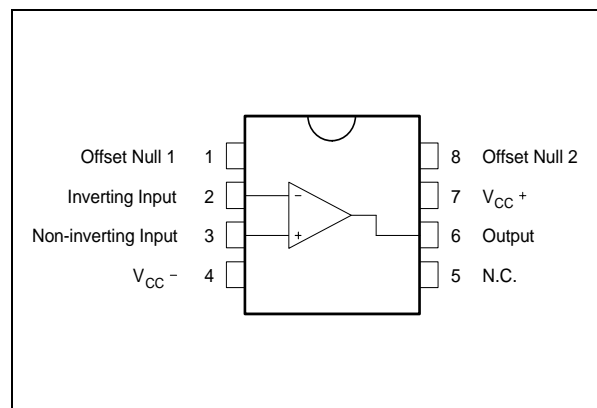 Offset Null 1 1 8 Offset Null 2
Inverting Input 2 − 7 VCC +
Non-inverting Input 3 + 6 Output
VCC − 4 5 N.C.